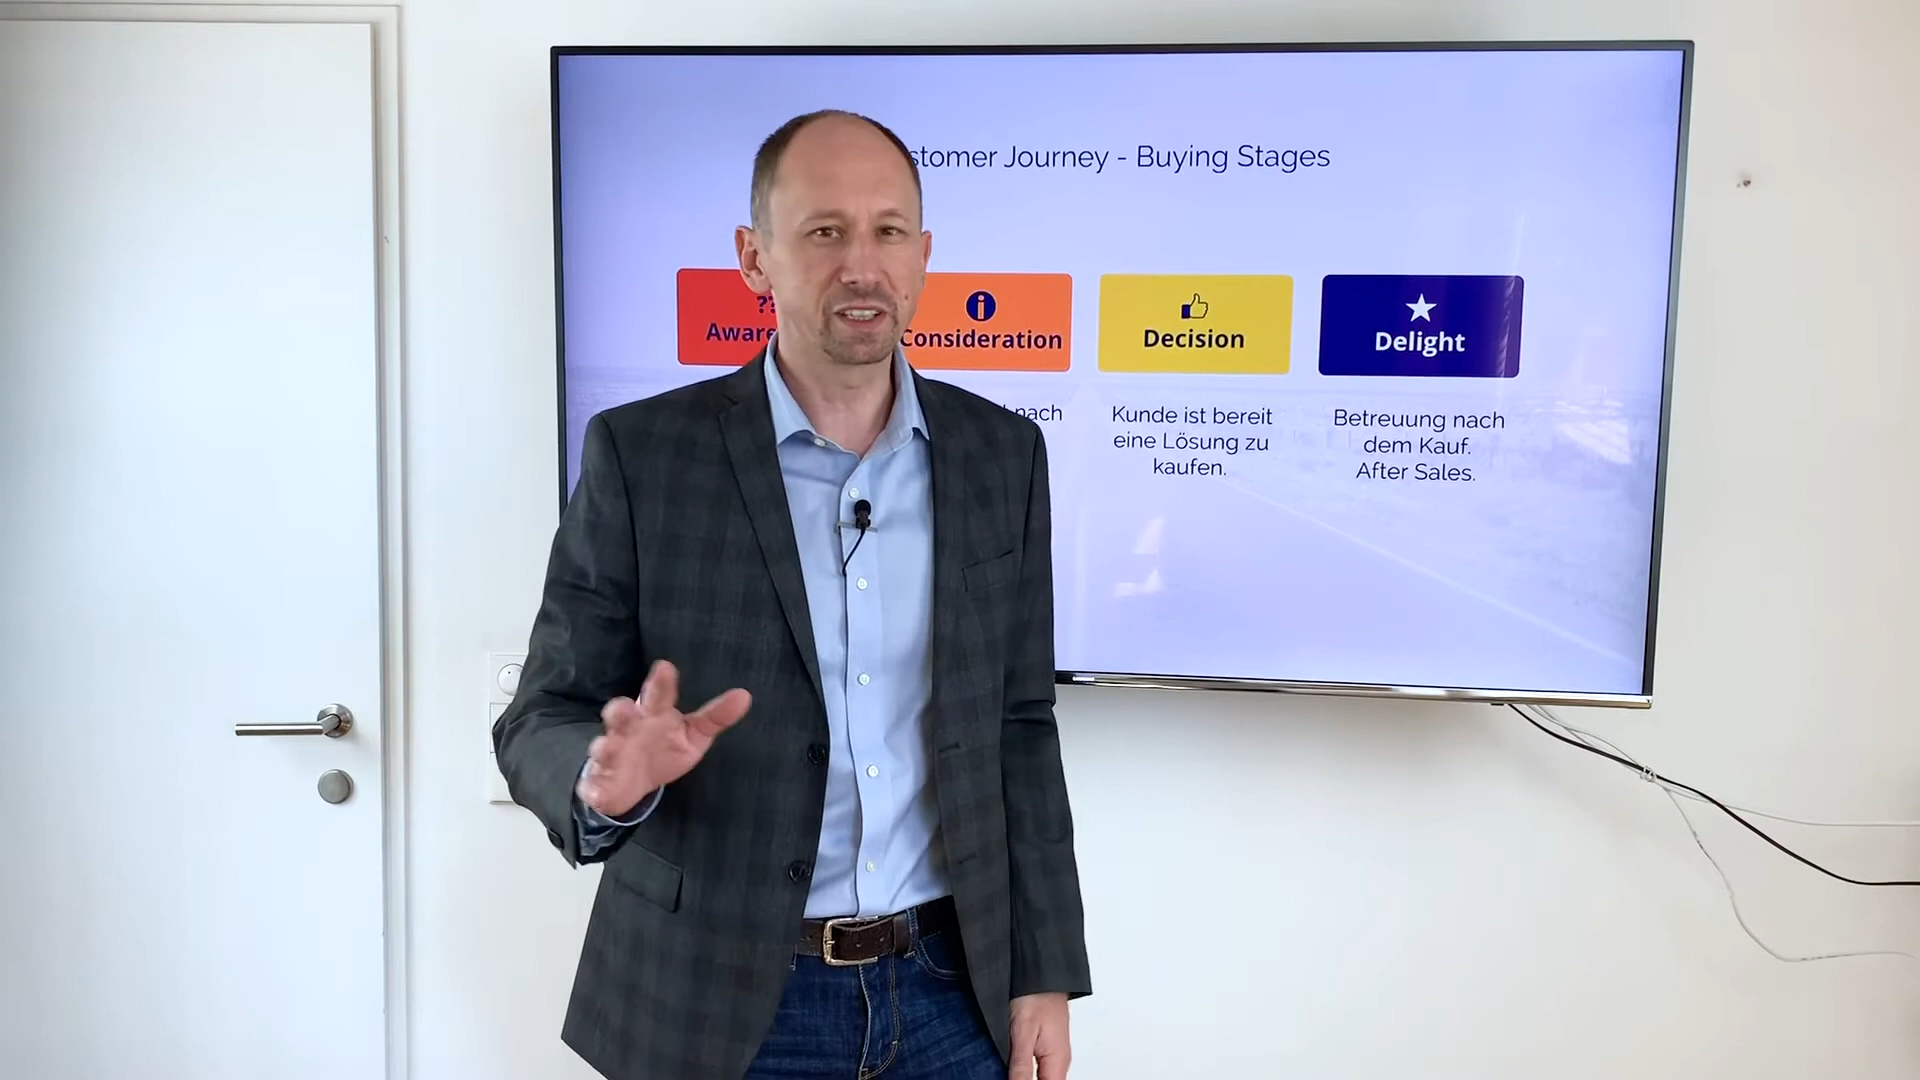 stomer Journey - Buying Stages
??
Aware
Consideration
Decision
Delight
nach
Kunde ist bereit
eine Lösung zu
kaufen.
Betreuung nach
dem Kauf.
After Sales.